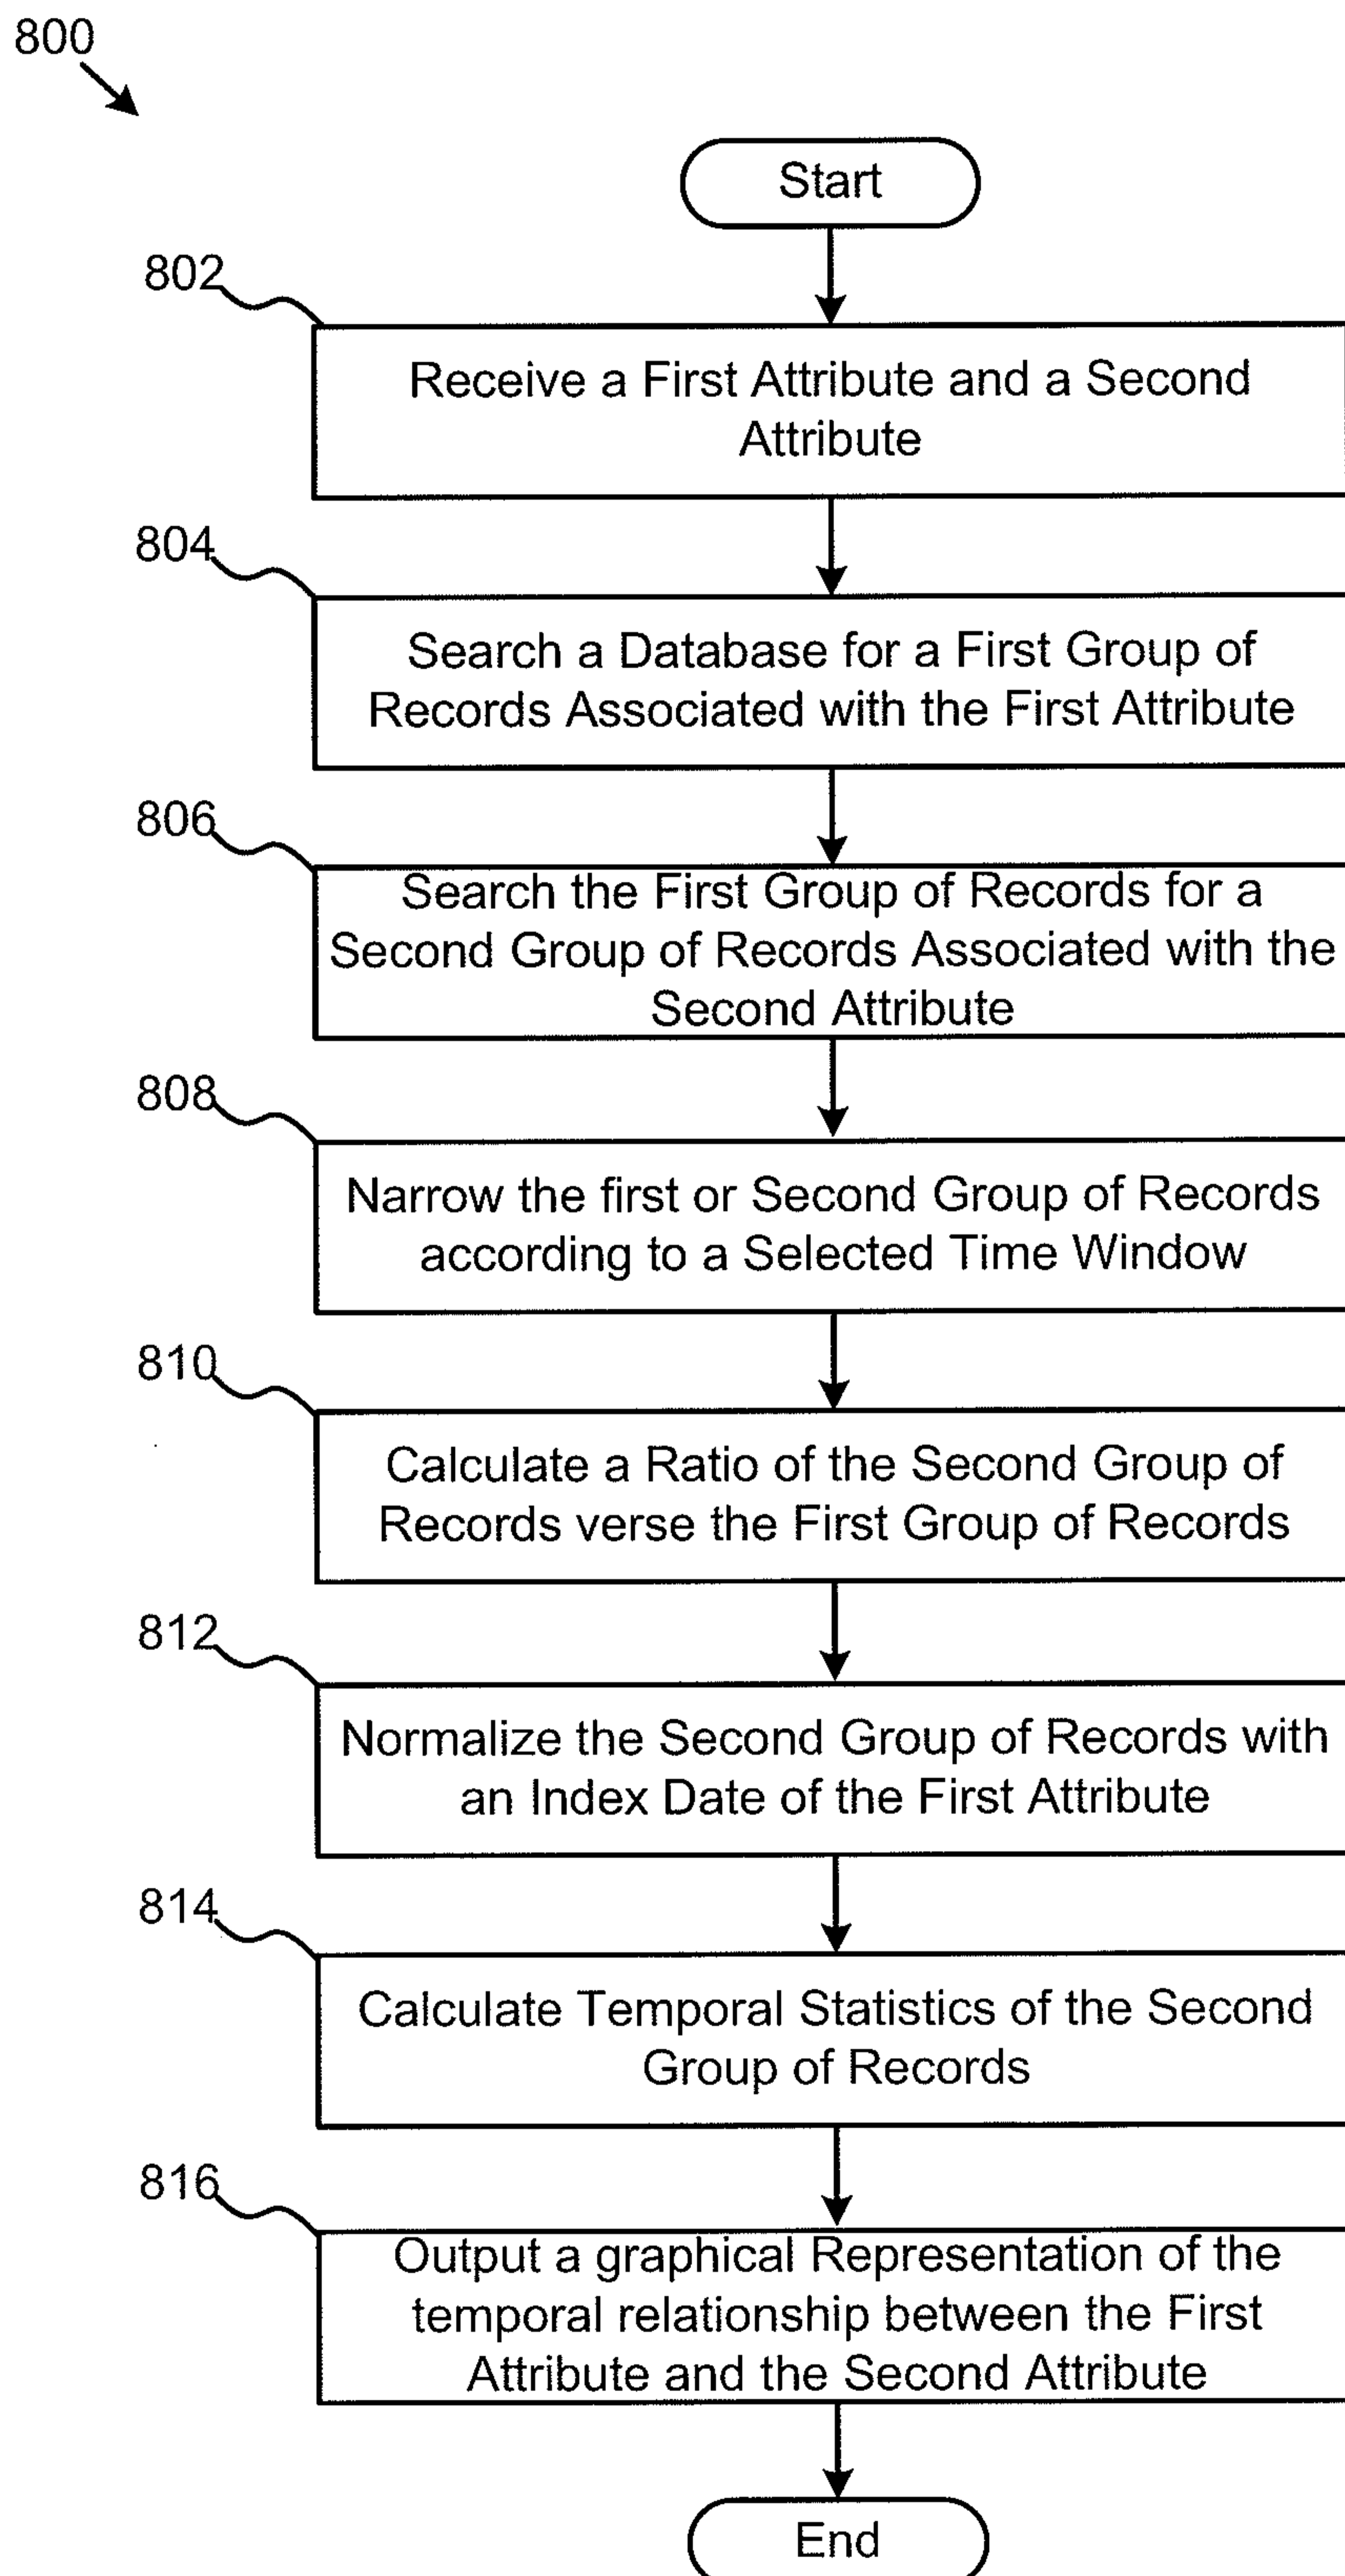 800
Start
802
Receive a First Attribute and a Second
Attribute
804
Search a Database for a First Group of
Records Associated with the First Attribute
806
Search the First Group of Records for a
Second Group of Records Associated with the
Second Attribute
808
Narrow the first or Second Group of Records
according to a Selected Time Window
810
Calculate a Ratio of the Second Group of
Records verse the First Group of Records
812
Normalize the Second Group of Records with
an Index Date of the First Attribute
814
Calculate Temporal Statistics of the Second
Group of Records
816
Output a graphical Representation of the
temporal relationship between the First
Attribute and the Second Attribute
End